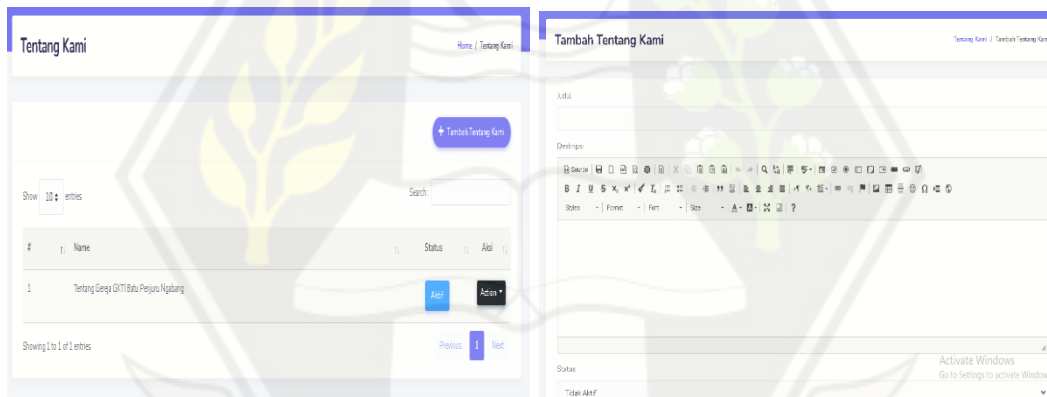 Tentang Kami
Home / Tentang Kami
+ Tambah Tentang Kami
Show 10 entries
Search:
# Name Status Aksi
1 Tentang Gereja GKTI Batu Penjuru Ngabang Aktif Action
Showing 1 to 1 of 1 entries
Previous 1 Next
Tambah Tentang Kami
Tentang Kami / Tambah Tentang Kami
Judul
Deskripsi
Source
B I U S x, x² I
Styles Format Font Size A ?
Activate Windows
Go to Settings to activate Window
Status
Tidak Aktif